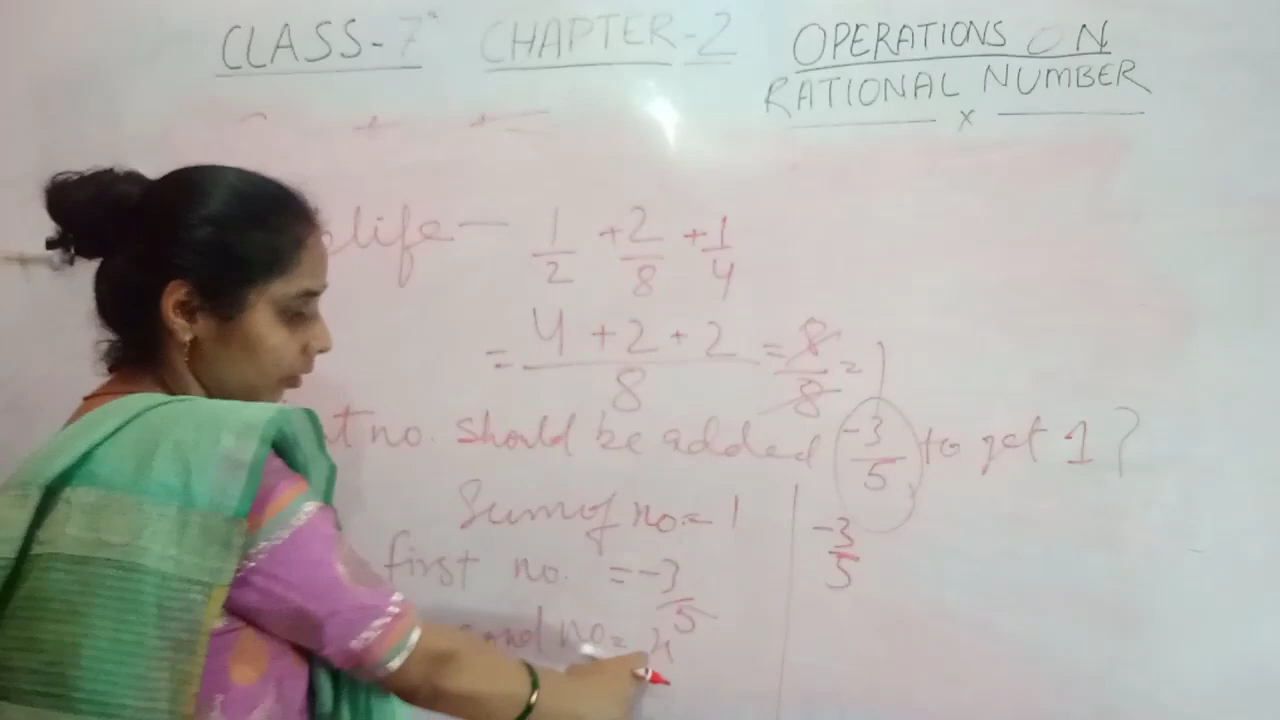 CLASS-7 CHAPTER-2 OPERATIONS ON
RATIONAL NUMBER
x
1/2 + 2/8 + 1/4
= 4 + 2 + 2/8 = 8/8 = 1
no. should be added -3/5 to get 1?
Sum of no = 1
-3/5
first no. = -3/5
no = x